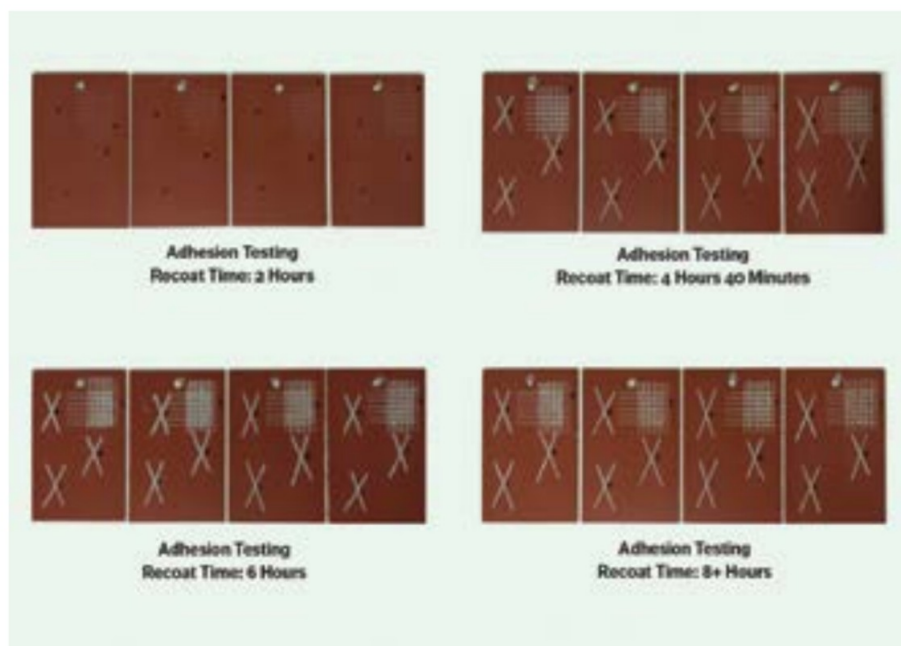 Adhesion Testing
Recoat Time: 2 Hours
Adhesion Testing
Recoat Time: 4 Hours 40 Minutes
Adhesion Testing
Recoat Time: 6 Hours
Adhesion Testing
Recoat Time: 8+ Hours